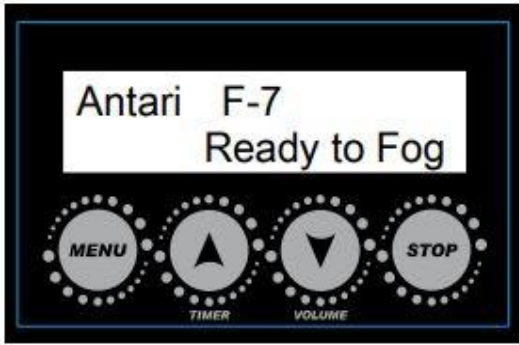 Antari F-7
Ready to Fog
MENU
STOP
TIMER
VOLUME